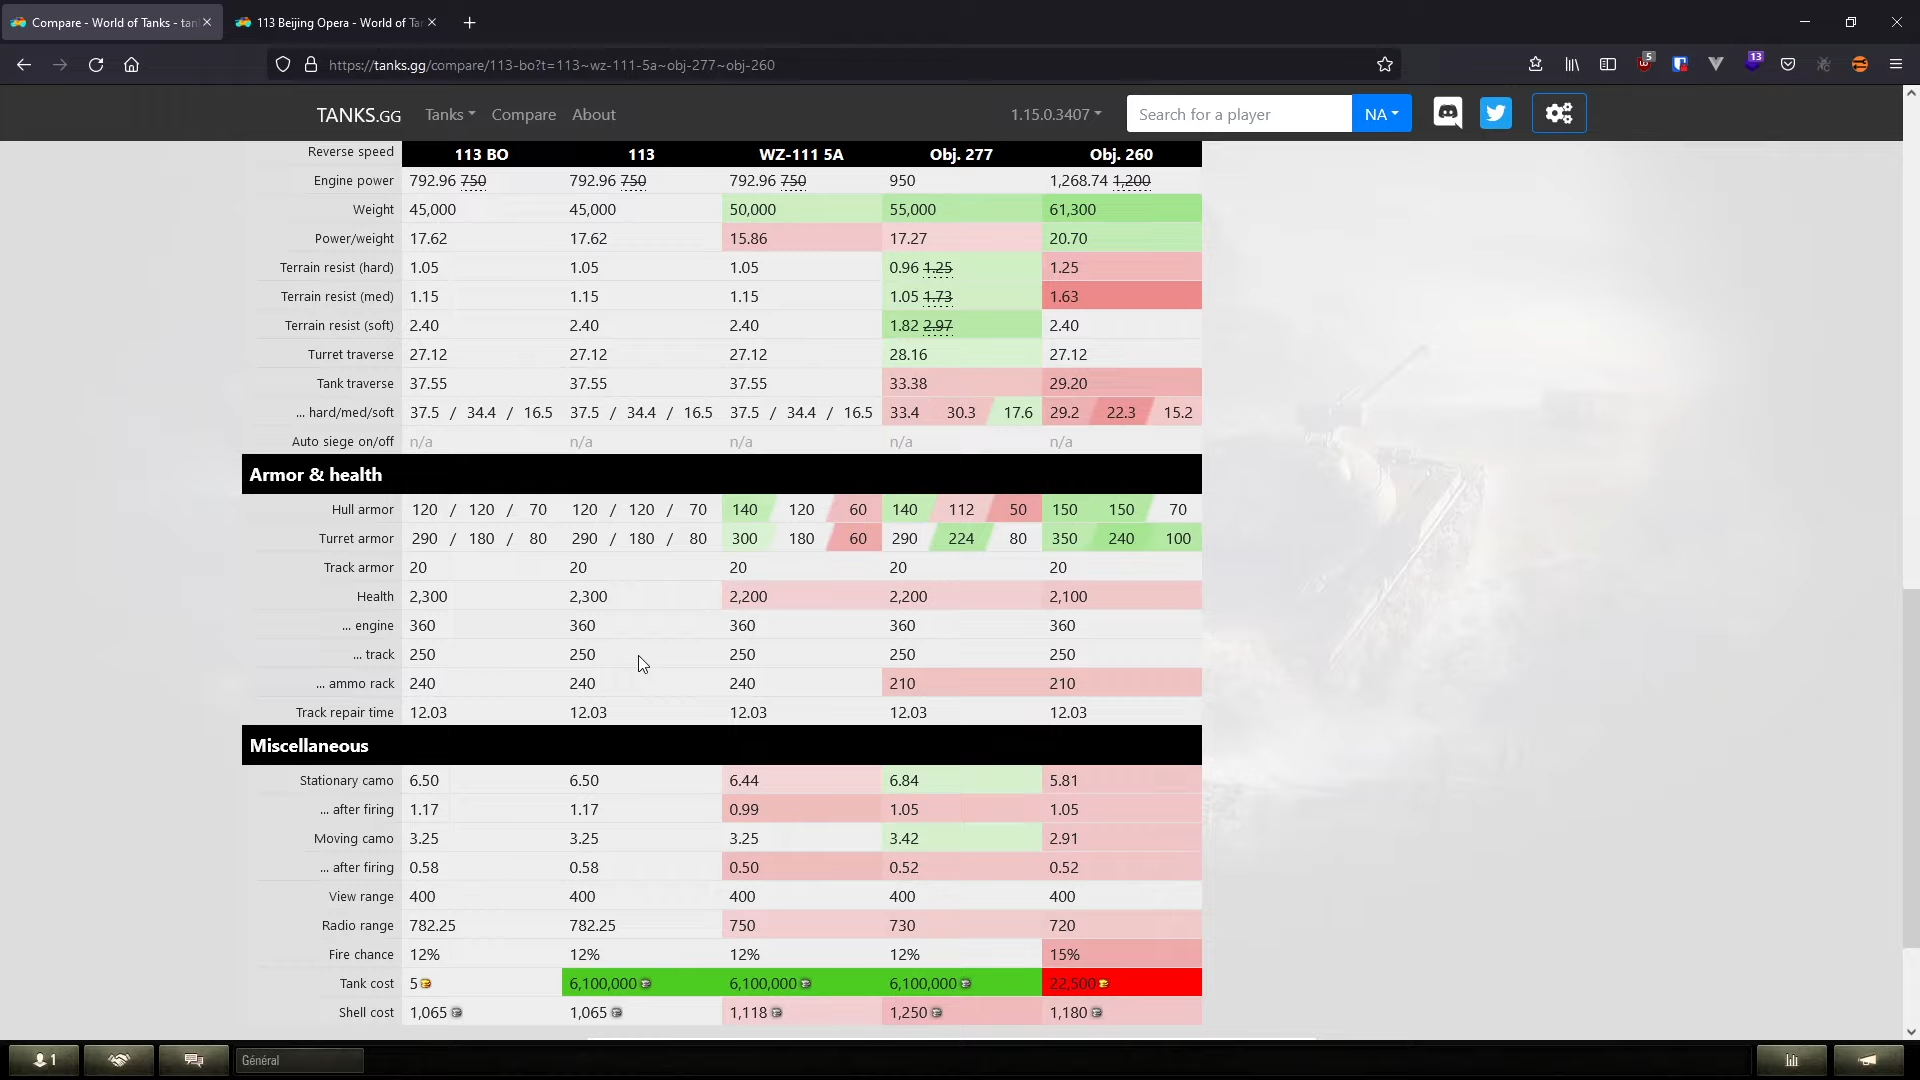 Compare - World of Tanks - tan
113 Beijing Opera - World of Ta
https://tanks.gg/compare/113-bo?t=113~wz-111-5a~obj-277~obj-260
5
13
TANKS.GG Tanks Compare About 1.15.0.3407 Search for a player NA
Reverse speed 113 BO 113 WZ-111 5A Obj. 277 Obj. 260
Engine power 792.96 750 792.96 750 792.96 750 950 1,268.74 1,200
Weight 45,000 45,000 50,000 55,000 61,300
Power/weight 17.62 17.62 15.86 17.27 20.70
Terrain resist (hard) 1.05 1.05 1.05 0.96 1.25 1.25
Terrain resist (med) 1.15 1.15 1.15 1.05 1.73 1.63
Terrain resist (soft) 2.40 2.40 2.40 1.82 2.97 2.40
Turret traverse 27.12 27.12 27.12 28.16 27.12
Tank traverse 37.55 37.55 37.55 33.38 29.20
... hard/med/soft 37.5 / 34.4 / 16.5 37.5 / 34.4 / 16.5 37.5 / 34.4 / 16.5 33.4 30.3 17.6 29.2 22.3 15.2
Auto siege on/off n/a n/a n/a n/a n/a
Armor & health
Hull armor 120 / 120 / 70 120 / 120 / 70 140 120 60 140 112 50 150 150 70
Turret armor 290 / 180 / 80 290 / 180 / 80 300 180 60 290 224 80 350 240 100
Track armor 20 20 20 20 20
Health 2,300 2,300 2,200 2,200 2,100
... engine 360 360 360 360 360
... track 250 250 250 250 250
... ammo rack 240 240 240 210 210
Track repair time 12.03 12.03 12.03 12.03 12.03
Miscellaneous
Stationary camo 6.50 6.50 6.44 6.84 5.81
... after firing 1.17 1.17 0.99 1.05 1.05
Moving camo 3.25 3.25 3.25 3.42 2.91
... after firing 0.58 0.58 0.50 0.52 0.52
View range 400 400 400 400 400
Radio range 782.25 782.25 750 730 720
Fire chance 12% 12% 12% 12% 15%
Tank cost 5 6,100,000 6,100,000 6,100,000 22,500
Shell cost 1,065 1,065 1,118 1,250 1,180
1
Général